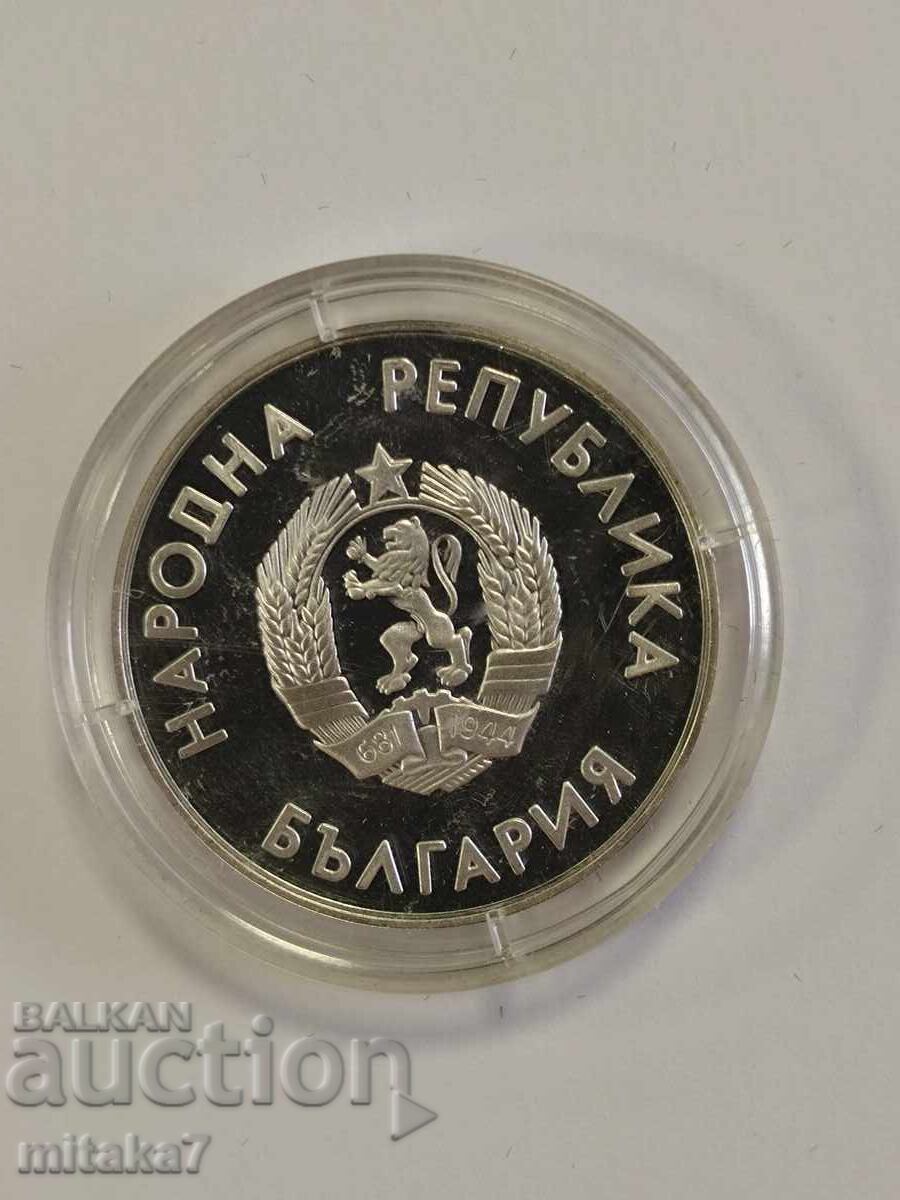 НАРОДНА РЕПУБЛИКА
БЪЛГАРИЯ
681 1944
BALKAN
auction
mitaka7